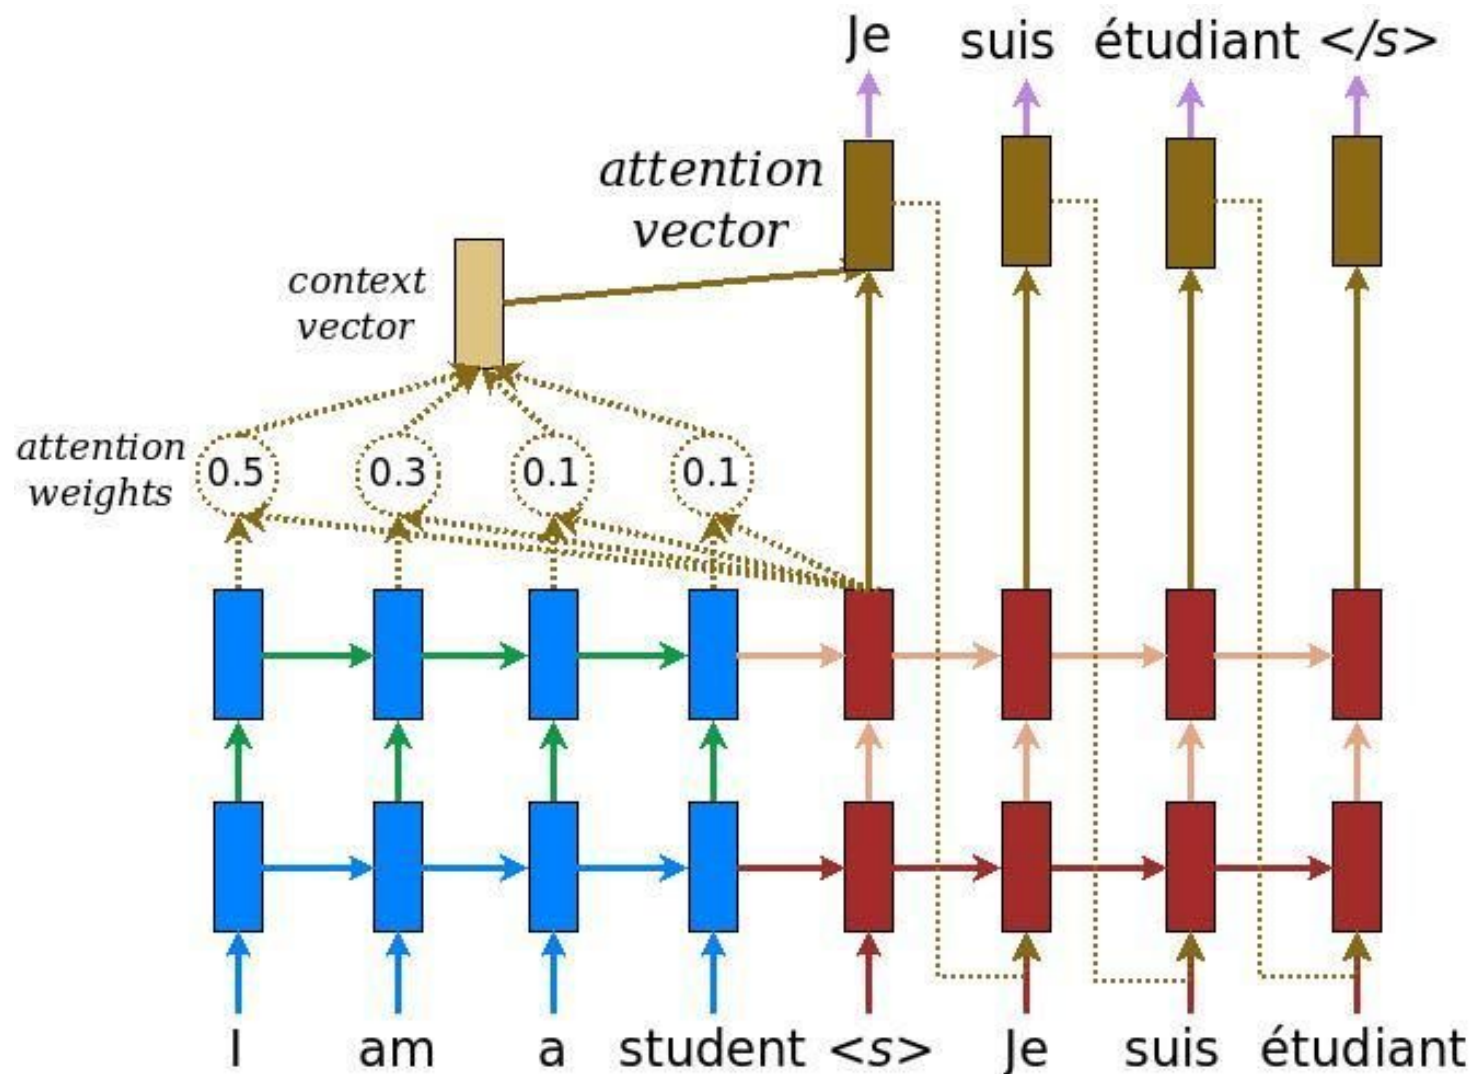 Je suis étudiant </s>
attention
vector
context
vector
attention
weights
0.5 0.3 0.1 0.1
I am a student <s> Je suis étudiant